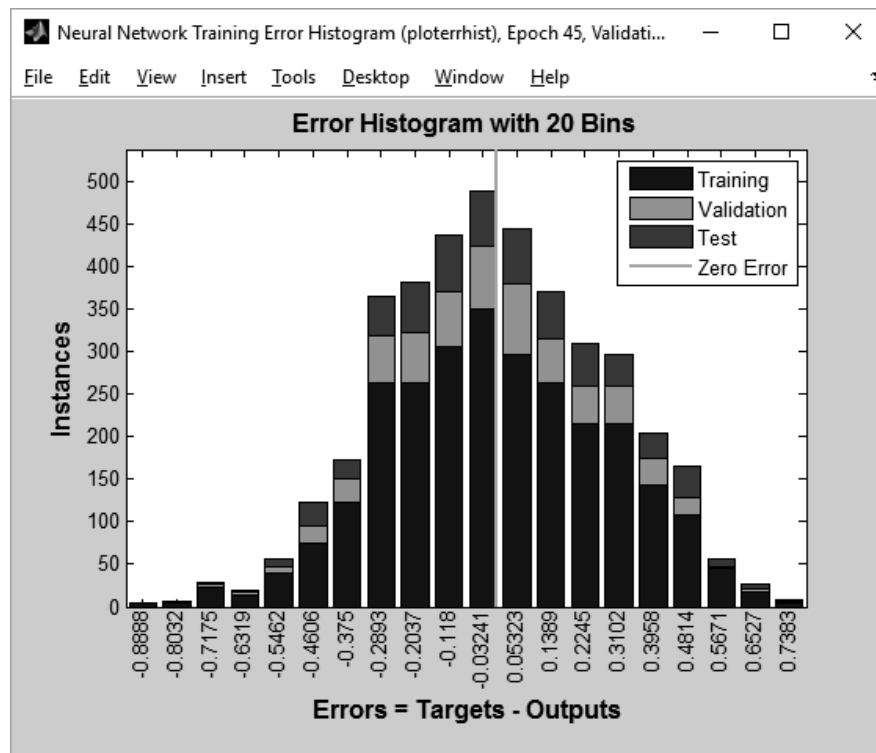 Neural Network Training Error Histogram (ploterrhist), Epoch 45, Validati...
File Edit View Insert Tools Desktop Window Help
Error Histogram with 20 Bins
500
450
400
350
300
250
200
150
100
50
0
Instances
Training
Validation
Test
Zero Error
-0.8888 -0.8032 -0.7175 -0.6319 -0.5462 -0.4606 -0.375 -0.2893 -0.2037 -0.118 -0.03241 0.05323 0.1389 0.2245 0.3102 0.3958 0.4814 0.5671 0.6527 0.7383
Errors = Targets - Outputs